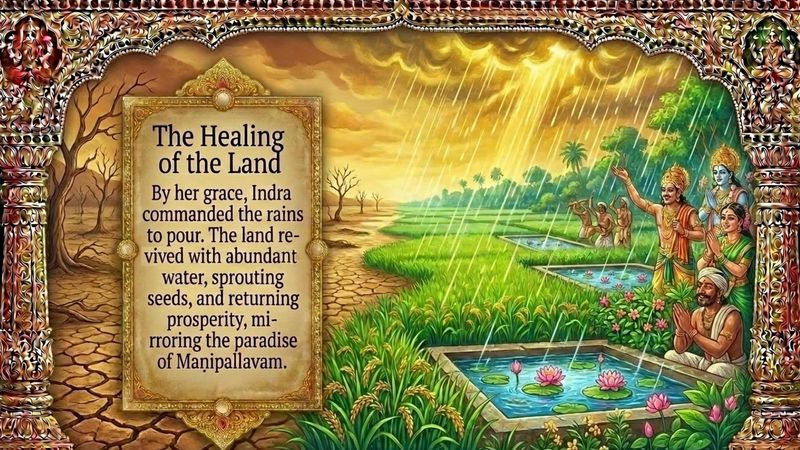 The Healing
of the Land
By her grace, Indra
commanded the rains
to pour. The land re-
vived with abundant
water, sprouting
seeds, and returning
prosperity, mi-
rroring the paradise
of Maṇipallavam.